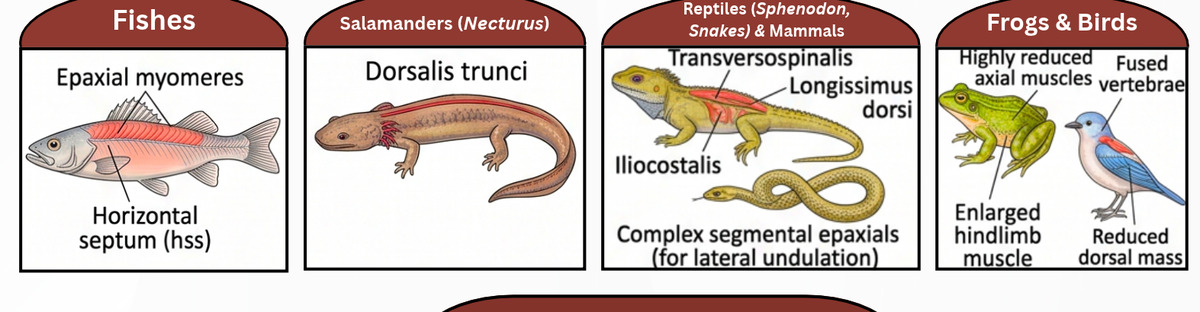 Fishes
Epaxial myomeres
Horizontal
septum (hss)
Salamanders (Necturus)
Dorsalis trunci
Reptiles (Sphenodon,
Snakes) & Mammals
Transversospinalis
Longissimus
dorsi
Iliocostalis
Complex segmental epaxials
(for lateral undulation)
Frogs & Birds
Highly reduced
axial muscles
Fused
vertebrae
Enlarged
hindlimb
muscle
Reduced
dorsal mass